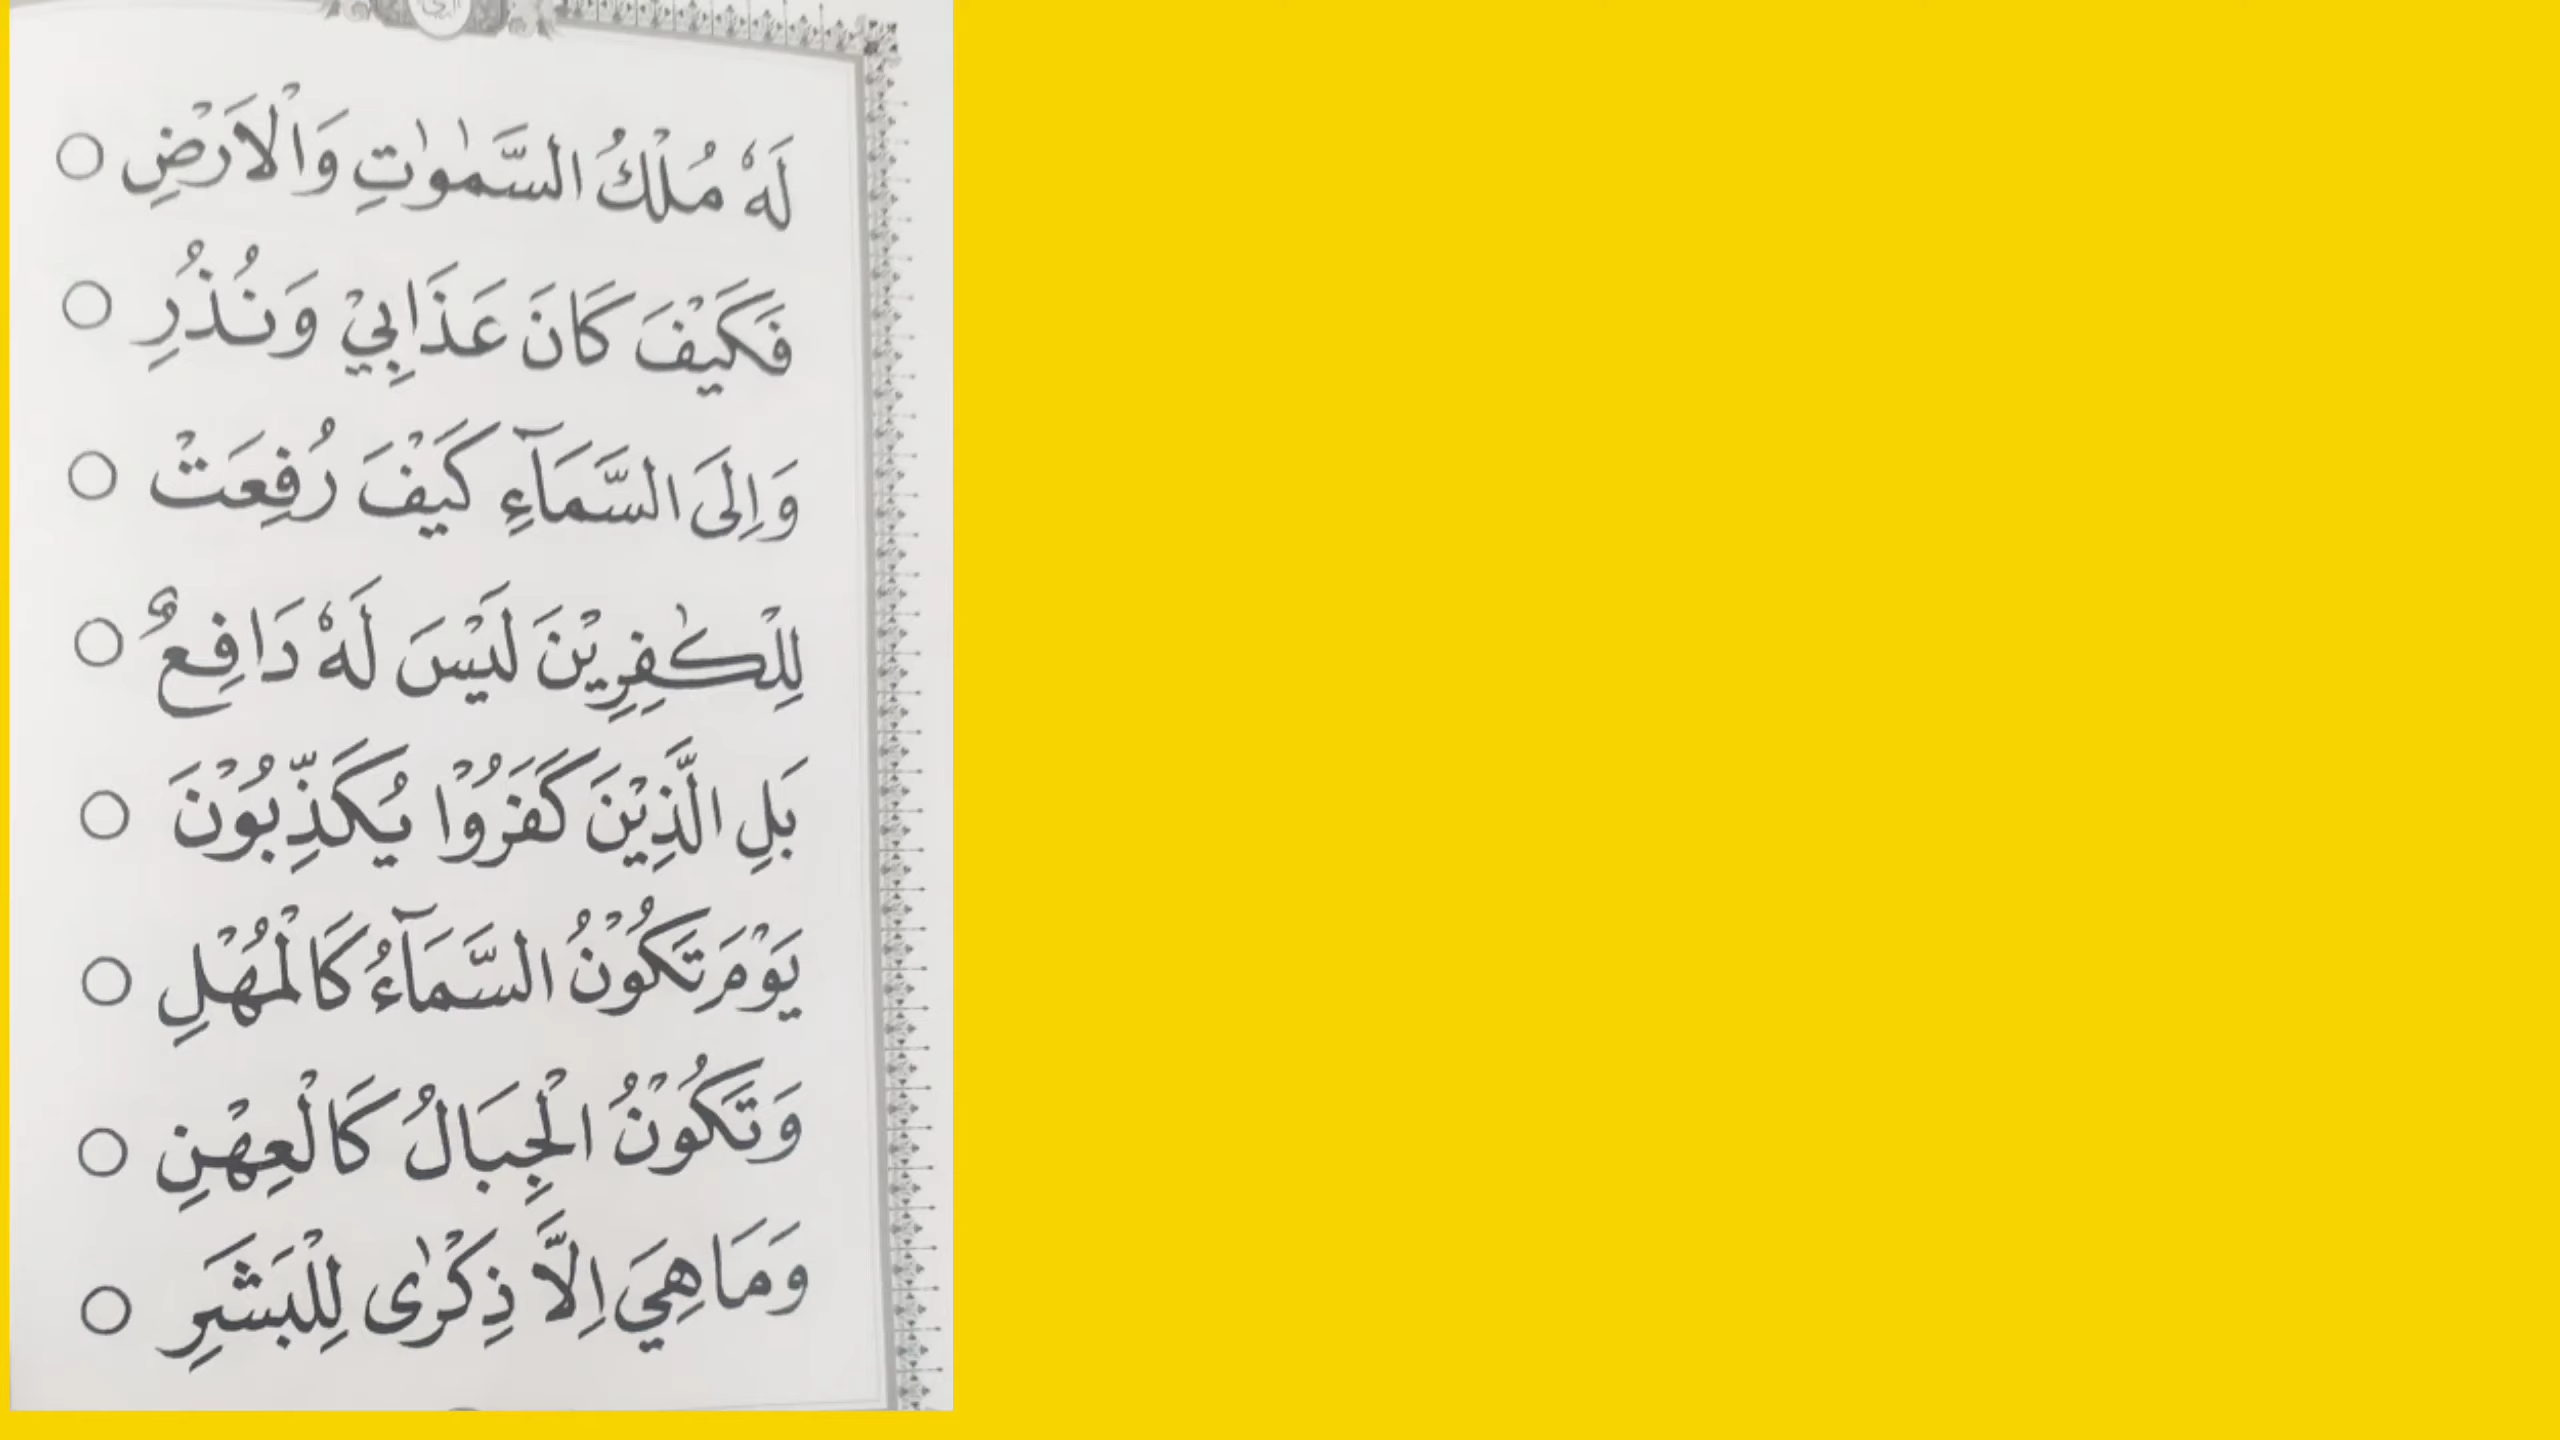 لَهٗ مُلْكُ السَّمٰوٰتِ وَالْاَرْضِ ○
فَكَيْفَ كَانَ عَذَابِيْ وَنُذُرِ ○
وَاِلَى السَّمَآءِ كَيْفَ رُفِعَتْ ○
لِلْكٰفِرِيْنَ لَيْسَ لَهٗ دَافِعٌ ○
بَلِ الَّذِيْنَ كَفَرُوْا يُكَذِّبُوْنَ ○
يَوْمَ تَكُوْنُ السَّمَآءُ كَالْمُهْلِ ○
وَتَكُوْنُ الْجِبَالُ كَالْعِهْنِ ○
وَمَا هِيَ اِلَّا ذِكْرٰى لِلْبَشَرِ ○